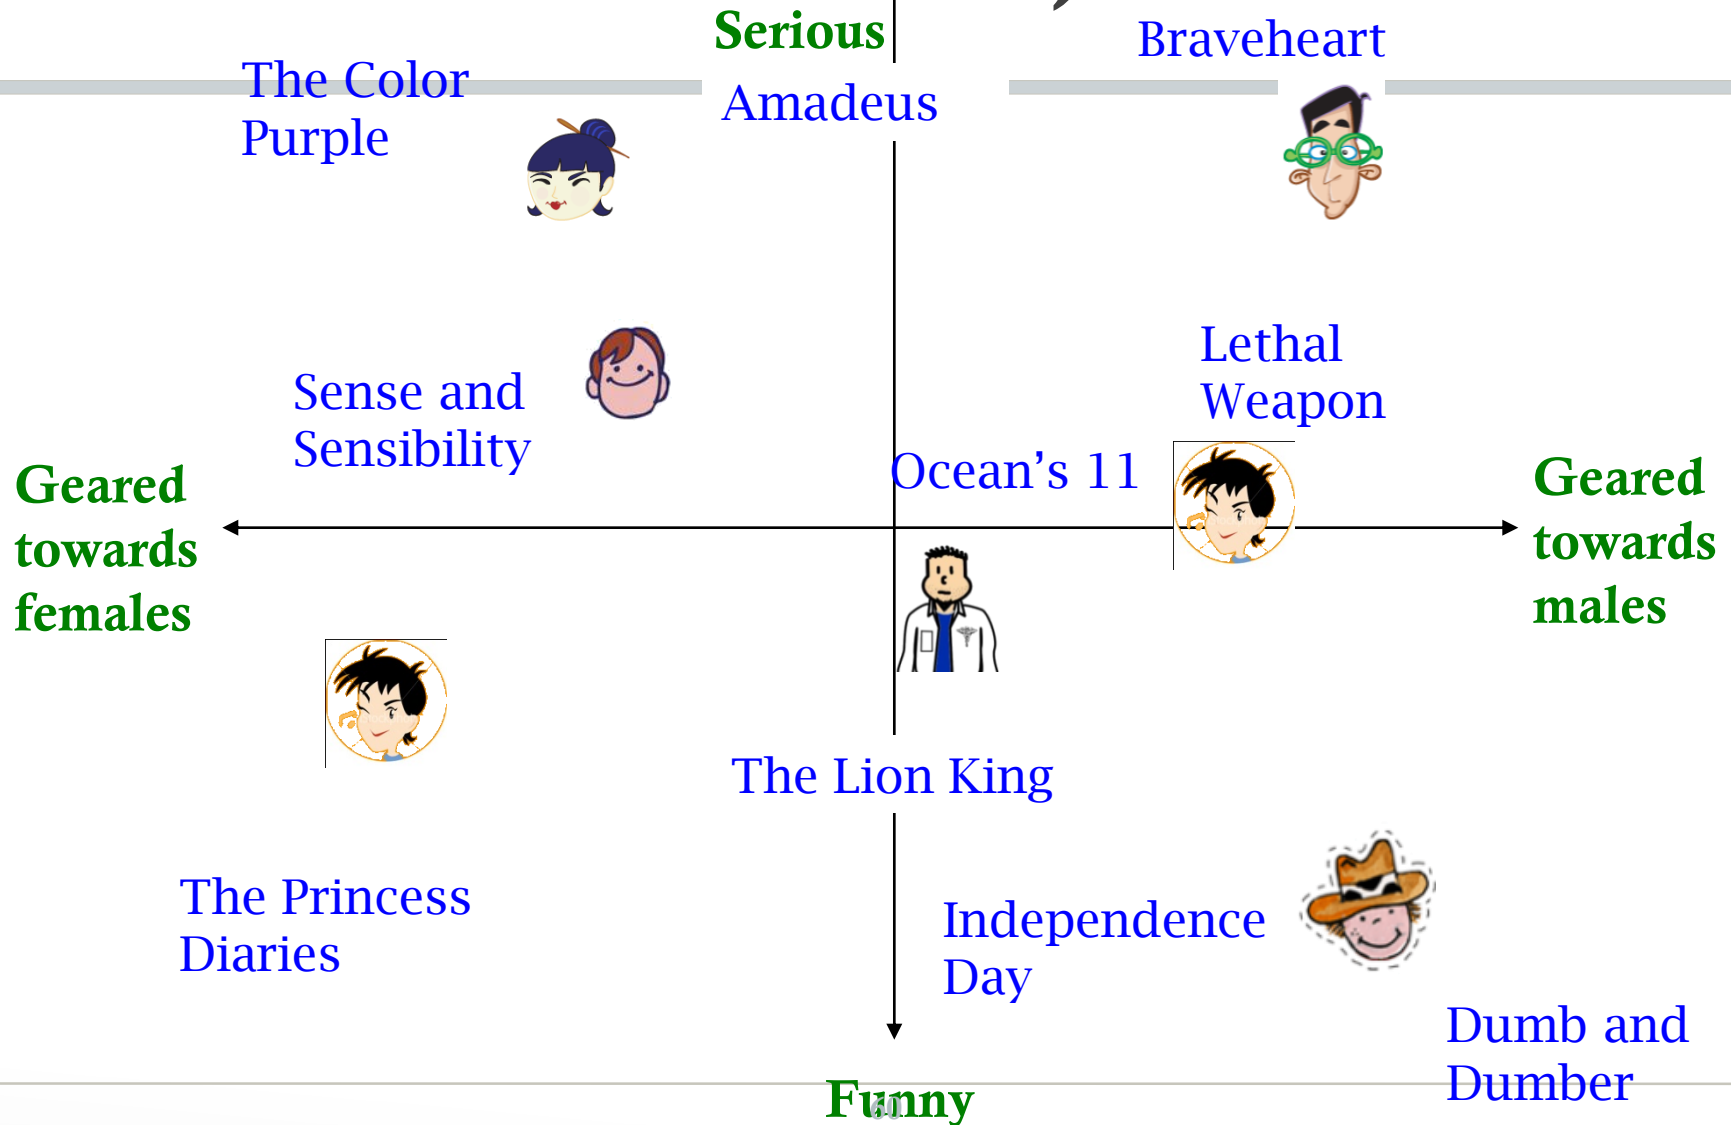 Serious
Braveheart
The Color
Purple
Amadeus
Lethal
Weapon
Sense and
Sensibility
Ocean’s 11
Geared
towards
females
Geared
towards
males
The Lion King
The Princess
Diaries
Independence
Day
Dumb and
Dumber
Funny
60